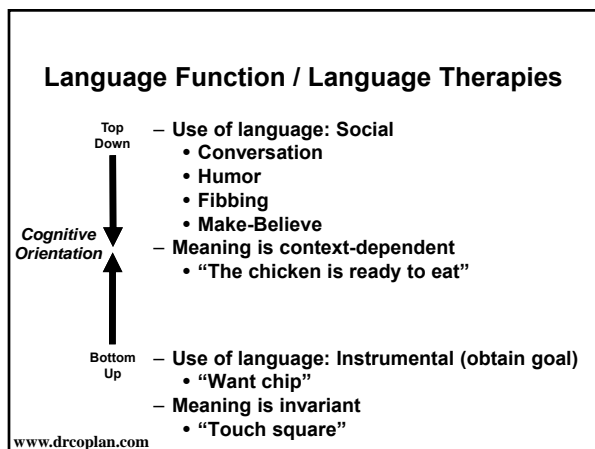 Language Function / Language Therapies
Top
Down
– Use of language: Social
• Conversation
• Humor
• Fibbing
• Make-Believe
Cognitive
Orientation
– Meaning is context-dependent
• “The chicken is ready to eat”
Bottom
Up
– Use of language: Instrumental (obtain goal)
• “Want chip”
– Meaning is invariant
• “Touch square”
www.drcoplan.com